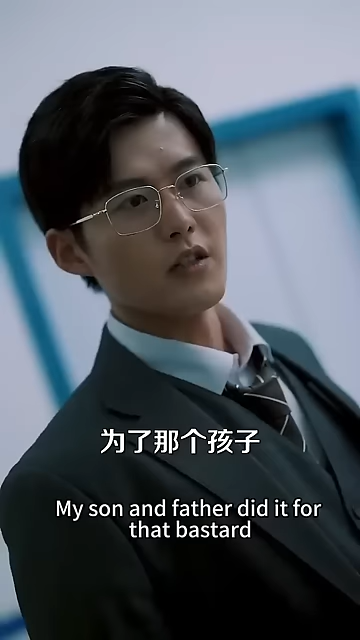 为了那个孩子
My son and father did it for
that bastard